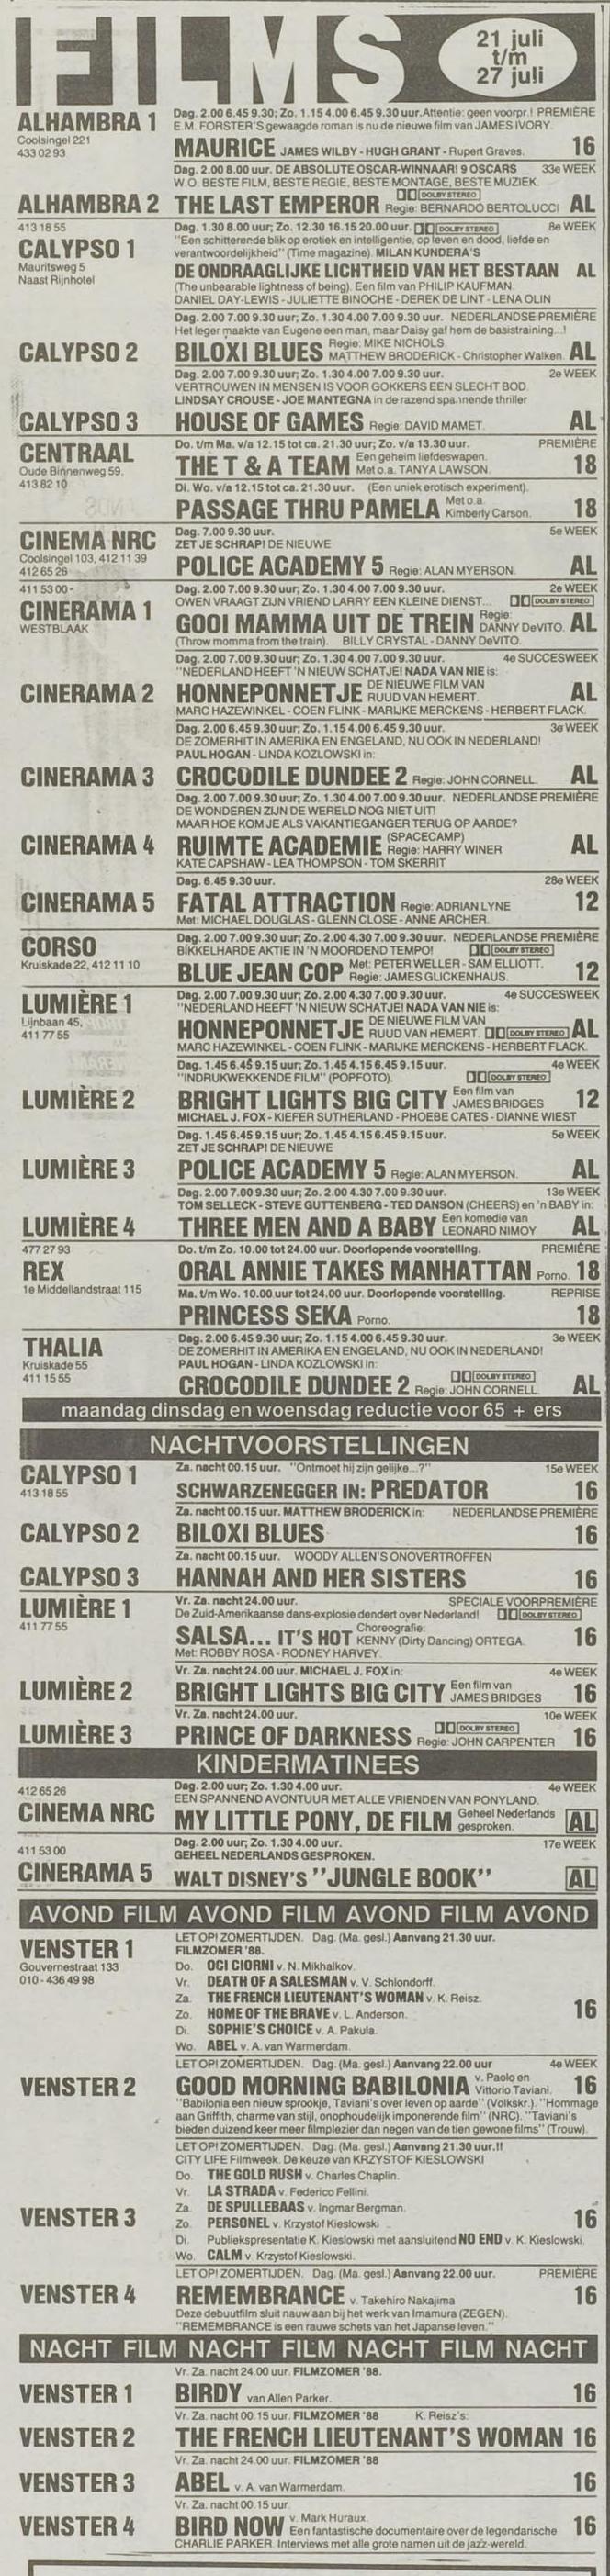 FILMS
21 juli
t/m
27 juli
ALHAMBRA 1
Coolsingel 221
433 02 93
Dag. 2.00 6.45 9.30; Zo. 1.15 4.00 6.45 9.30 uur. Attentie: geen voorpr.! PREMIÈRE
E.M. FORSTER'S gewaagde roman is nu de nieuwe film van JAMES IVORY.
MAURICE JAMES WILBY - HUGH GRANT - Rupert Graves. 16
Dag. 2.00 8.00 uur. DE ABSOLUTE OSCAR-WINNAAR! 9 OSCARS 33e WEEK
W.O. BESTE FILM, BESTE REGIE, BESTE MONTAGE, BESTE MUZIEK.
DOLBY STEREO
ALHAMBRA 2 THE LAST EMPEROR Regie: BERNARDO BERTOLUCCI AL
413 18 55
CALYPSO 1
Mauritsweg 5
Naast Rijnhotel
Dag. 1.30 8.00 uur; Zo. 12.30 16.15 20.00 uur. DOLBY STEREO 8e WEEK
"Een schitterende blik op erotiek en intelligentie, op leven en dood, liefde en
verantwoordelijkheid" (Time magazine). MILAN KUNDERA'S
DE ONDRAAGLIJKE LICHTHEID VAN HET BESTAAN AL
(The unbearable lightness of being). Een film van PHILIP KAUFMAN.
DANIEL DAY-LEWIS - JULIETTE BINOCHE - DEREK DE LINT - LENA OLIN
Dag. 2.00 7.00 9.30 uur; Zo. 1.30 4.00 7.00 9.30 uur. NEDERLANDSE PREMIÈRE
Het leger maakte van Eugene een man, maar Daisy gaf hem de basistraining...!
CALYPSO 2 BILOXI BLUES Regie: MIKE NICHOLS. AL
MATTHEW BRODERICK - Christopher Walken.
Dag. 2.00 7.00 9.30 uur; Zo. 1.30 4.00 7.00 9.30 uur. 2e WEEK
VERTROUWEN IN MENSEN IS VOOR GOKKERS EEN SLECHT BOD.
LINDSAY CROUSE - JOE MANTEGNA in de razend spannende thriller
CALYPSO 3 HOUSE OF GAMES Regie: DAVID MAMET. AL
CENTRAAL
Oude Binnenweg 59,
413 82 10
Do. t/m Ma. v/a 12.15 tot ca. 21.30 uur; Zo. v/a 13.30 uur. PREMIÈRE
THE T & A TEAM Een geheim liefdeswapen. 18
Met o.a. TANYA LAWSON.
Di. Wo. v/a 12.15 tot ca. 21.30 uur. (Een uniek erotisch experiment).
PASSAGE THRU PAMELA Met o.a. 18
Kimberly Carson.
CINEMA NRC
Coolsingel 103, 412 11 39
412 65 26
Dag. 7.00 9.30 uur. 5e WEEK
ZET JE SCHRAP! DE NIEUWE
POLICE ACADEMY 5 Regie: ALAN MYERSON. AL
411 53 00 -
CINERAMA 1
WESTBLAAK
Dag. 2.00 7.00 9.30 uur; Zo. 1.30 4.00 7.00 9.30 uur. 2e WEEK
OWEN VRAAGT ZIJN VRIEND LARRY EEN KLEINE DIENST... DOLBY STEREO
GOOI MAMMA UIT DE TREIN Regie: AL
DANNY DeVITO.
(Throw momma from the train). BILLY CRYSTAL - DANNY DeVITO.
Dag. 2.00 7.00 9.30 uur; Zo. 1.30 4.00 7.00 9.30 uur. 4e SUCCESWEEK
"NEDERLAND HEEFT 'N NIEUW SCHATJE! NADA VAN NIE is:
CINERAMA 2 HONNEPONNETJE DE NIEUWE FILM VAN AL
RUUD VAN HEMERT.
MARC HAZEWINKEL - COEN FLINK - MARIJKE MERCKENS - HERBERT FLACK.
Dag. 2.00 6.45 9.30 uur; Zo. 1.15 4.00 6.45 9.30 uur. 3e WEEK
DE ZOMERHIT IN AMERIKA EN ENGELAND, NU OOK IN NEDERLAND!
PAUL HOGAN - LINDA KOZLOWSKI in:
CINERAMA 3 CROCODILE DUNDEE 2 Regie: JOHN CORNELL. AL
Dag. 2.00 7.00 9.30 uur; Zo. 1.30 4.00 7.00 9.30 uur. NEDERLANDSE PREMIÈRE
DE WONDEREN ZIJN DE WERELD NOG NIET UIT!
MAAR HOE KOM JE ALS VAKANTIEGANGER TERUG OP AARDE?
CINERAMA 4 RUIMTE ACADEMIE (SPACECAMP) AL
Regie: HARRY WINER
KATE CAPSHAW - LEA THOMPSON - TOM SKERRIT
Dag. 6.45 9.30 uur. 28e WEEK
CINERAMA 5 FATAL ATTRACTION Regie: ADRIAN LYNE 12
Met: MICHAEL DOUGLAS - GLENN CLOSE - ANNE ARCHER.
CORSO
Kruiskade 22, 412 11 10
Dag. 2.00 7.00 9.30 uur; Zo. 2.00 4.30 7.00 9.30 uur. NEDERLANDSE PREMIÈRE
BIKKELHARDE AKTIE IN 'N MOORDEND TEMPO! DOLBY STEREO
BLUE JEAN COP Met: PETER WELLER - SAM ELLIOTT. 12
Regie: JAMES GLICKENHAUS.
LUMIÈRE 1
Lijnbaan 45,
411 77 55
Dag. 2.00 7.00 9.30 uur; Zo. 2.00 4.30 7.00 9.30 uur. 4e SUCCESWEEK
"NEDERLAND HEEFT 'N NIEUW SCHATJE! NADA VAN NIE is:
HONNEPONNETJE DE NIEUWE FILM VAN AL
RUUD VAN HEMERT. DOLBY STEREO
MARC HAZEWINKEL - COEN FLINK - MARIJKE MERCKENS - HERBERT FLACK.
Dag. 1.45 6.45 9.15 uur; Zo. 1.45 4.15 6.45 9.15 uur. 4e WEEK
"INDRUKWEKKENDE FILM" (POPFOTO). DOLBY STEREO
LUMIÈRE 2 BRIGHT LIGHTS BIG CITY Een film van 12
JAMES BRIDGES
MICHAEL J. FOX - KIEFER SUTHERLAND - PHOEBE CATES - DIANNE WIEST
Dag. 1.45 6.45 9.15 uur; Zo. 1.45 4.15 6.45 9.15 uur. 5e WEEK
ZET JE SCHRAP! DE NIEUWE
LUMIÈRE 3 POLICE ACADEMY 5 Regie: ALAN MYERSON. AL
Dag. 2.00 7.00 9.30 uur; Zo. 2.00 4.30 7.00 9.30 uur. 13e WEEK
TOM SELLECK - STEVE GUTTENBERG - TED DANSON (CHEERS) en 'n BABY in:
LUMIÈRE 4 THREE MEN AND A BABY Een komedie van AL
LEONARD NIMOY
477 27 93
REX
1e Middellandstraat 115
Do. t/m Zo. 10.00 tot 24.00 uur. Doorlopende voorstelling. PREMIÈRE
ORAL ANNIE TAKES MANHATTAN Porno. 18
Ma. t/m Wo. 10.00 uur tot 24.00 uur. Doorlopende voorstelling. REPRISE
PRINCESS SEKA Porno. 18
THALIA
Kruiskade 55
411 15 55
Dag. 2.00 6.45 9.30 uur; Zo. 1.15 4.00 6.45 9.30 uur. 3e WEEK
DE ZOMERHIT IN AMERIKA EN ENGELAND, NU OOK IN NEDERLAND!
PAUL HOGAN - LINDA KOZLOWSKI in:
DOLBY STEREO
CROCODILE DUNDEE 2 Regie: JOHN CORNELL. AL
maandag dinsdag en woensdag reductie voor 65 + ers
NACHTVOORSTELLINGEN
CALYPSO 1
413 18 55
Za. nacht 00.15 uur. "Ontmoet hij zijn gelijke...?" 15e WEEK
SCHWARZENEGGER IN: PREDATOR 16
Za. nacht 00.15 uur. MATTHEW BRODERICK in: NEDERLANDSE PREMIÈRE
CALYPSO 2 BILOXI BLUES 16
Za. nacht 00.15 uur. WOODY ALLEN'S ONOVERTROFFEN
CALYPSO 3 HANNAH AND HER SISTERS 16
LUMIÈRE 1
411 77 55
Vr. Za. nacht 24.00 uur. SPECIALE VOORPREMIÈRE
De Zuid-Amerikaanse dans-explosie dendert over Nederland! DOLBY STEREO
SALSA... IT'S HOT Choreografie: 16
KENNY (Dirty Dancing) ORTEGA.
Met: ROBBY ROSA - RODNEY HARVEY.
Vr. Za. nacht 24.00 uur. MICHAEL J. FOX in: 4e WEEK
LUMIÈRE 2 BRIGHT LIGHTS BIG CITY Een film van 16
JAMES BRIDGES
Vr. Za. nacht 24.00 uur. 10e WEEK
DOLBY STEREO
LUMIÈRE 3 PRINCE OF DARKNESS Regie: JOHN CARPENTER 16
KINDERMATINEES
412 65 26
CINEMA NRC
Dag. 2.00 uur; Zo. 1.30 4.00 uur. 4e WEEK
EEN SPANNEND AVONTUUR MET ALLE VRIENDEN VAN PONYLAND.
MY LITTLE PONY, DE FILM Geheel Nederlands AL
gesproken.
411 53 00
CINERAMA 5
Dag. 2.00 uur; Zo. 1.30 4.00 uur. 17e WEEK
GEHEEL NEDERLANDS GESPROKEN.
WALT DISNEY'S "JUNGLE BOOK" AL
AVOND FILM AVOND FILM AVOND FILM AVOND
VENSTER 1
Gouvernestraat 133
010 - 436 49 98
LET OP! ZOMERTIJDEN. Dag. (Ma. gesl.) Aanvang 21.30 uur.
FILMZOMER '88.
Do. OCI CIORNI v. N. Mikhalkov.
Vr. DEATH OF A SALESMAN v. V. Schlondorff.
Za. THE FRENCH LIEUTENANT'S WOMAN v. K. Reisz.
Zo. HOME OF THE BRAVE v. L. Anderson. 16
Di. SOPHIE'S CHOICE v. A. Pakula.
Wo. ABEL v. A. van Warmerdam.
LET OP! ZOMERTIJDEN. Dag. (Ma. gesl.) Aanvang 22.00 uur 4e WEEK
VENSTER 2 GOOD MORNING BABILONIA v. Paolo en 16
Vittorio Taviani.
"Babilonia een nieuw sprookje, Taviani's over leven op aarde" (Volkskr.). "Hommage
aan Griffith, charme van stijl, onophoudelijk imponerende film" (NRC). "Taviani's
bieden duizend keer meer filmplezier dan negen van de tien gewone films" (Trouw).
LET OP! ZOMERTIJDEN. Dag. (Ma. gesl.) Aanvang 21.30 uur.!!
CITY LIFE Filmweek. De keuze van KRZYSTOF KIESLOWSKI
Do. THE GOLD RUSH v. Charles Chaplin.
Vr. LA STRADA v. Federico Fellini.
Za. DE SPULLEBAAS v. Ingmar Bergman.
VENSTER 3 Zo. PERSONEL v. Krzystof Kieslowski 16
Di. Publiekspresentatie K. Kieslowski met aansluitend NO END v. K. Kieslowski.
Wo. CALM v. Krzystof Kieslowski.
LET OP! ZOMERTIJDEN. Dag. (Ma. gesl.) Aanvang 22.00 uur. PREMIÈRE
VENSTER 4 REMEMBRANCE v. Takehiro Nakajima 16
Deze debuutfilm sluit nauw aan bij het werk van Imamura (ZEGEN).
"REMEMBRANCE is een rauwe schets van het Japanse leven."
NACHT FILM NACHT FILM NACHT FILM NACHT
Vr. Za. nacht 24.00 uur. FILMZOMER '88.
VENSTER 1 BIRDY van Allen Parker. 16
Vr. Za. nacht 00.15 uur. FILMZOMER '88 K. Reisz's:
VENSTER 2 THE FRENCH LIEUTENANT'S WOMAN 16
Vr. Za. nacht 24.00 uur. FILMZOMER '88
VENSTER 3 ABEL v. A. van Warmerdam. 16
Vr. Za. nacht 00.15 uur.
VENSTER 4 BIRD NOW v. Mark Huraux. 16
Een fantastische documentaire over de legendarische
CHARLIE PARKER. Interviews met alle grote namen uit de jazz-wereld.